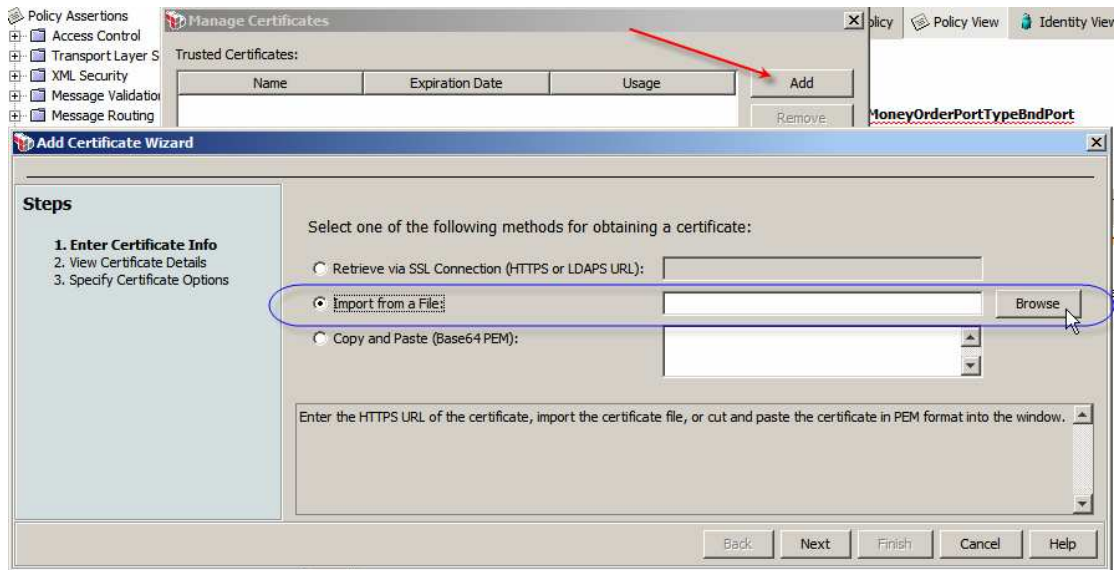 Policy Assertions
Access Control
Transport Layer S
XML Security
Message Validatio
Message Routing
Manage Certificates
Trusted Certificates:
Name Expiration Date Usage
Add
Remove
olicy Policy View Identity View
MoneyOrderPortTypeBndPort
Add Certificate Wizard
Steps
1. Enter Certificate Info
2. View Certificate Details
3. Specify Certificate Options
Select one of the following methods for obtaining a certificate:
Retrieve via SSL Connection (HTTPS or LDAPS URL):
Import from a File: Browse
Copy and Paste (Base64 PEM):
Enter the HTTPS URL of the certificate, import the certificate file, or cut and paste the certificate in PEM format into the window.
Back Next Finish Cancel Help